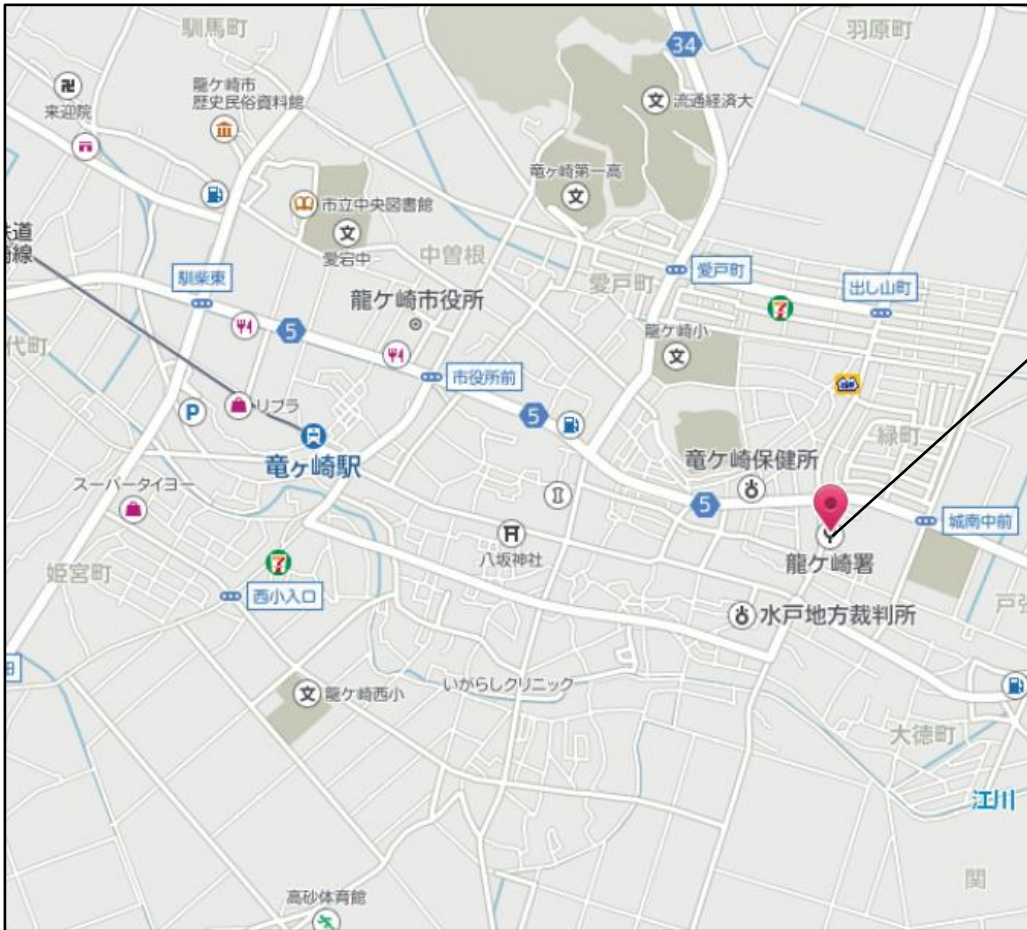 馴馬町
34
羽原町
来迎院
龍ケ崎市
歴史民俗資料館
流通経済大
竜ヶ崎第一高
市立中央図書館
愛宕中
中曽根
愛戸町
愛戸町
馴柴東
出し山町
龍ケ崎市役所
5
龍ケ崎小
代町
市役所前
P
リブラ
5
竜ヶ崎駅
緑町
竜ケ崎保健所
スーパータイヨー
5
城南中前
八坂神社
龍ケ崎署
姫宮町
西小入口
水戸地方裁判所
龍ケ崎西小
いがらしクリニック
大徳町
江川
関
高砂体育館